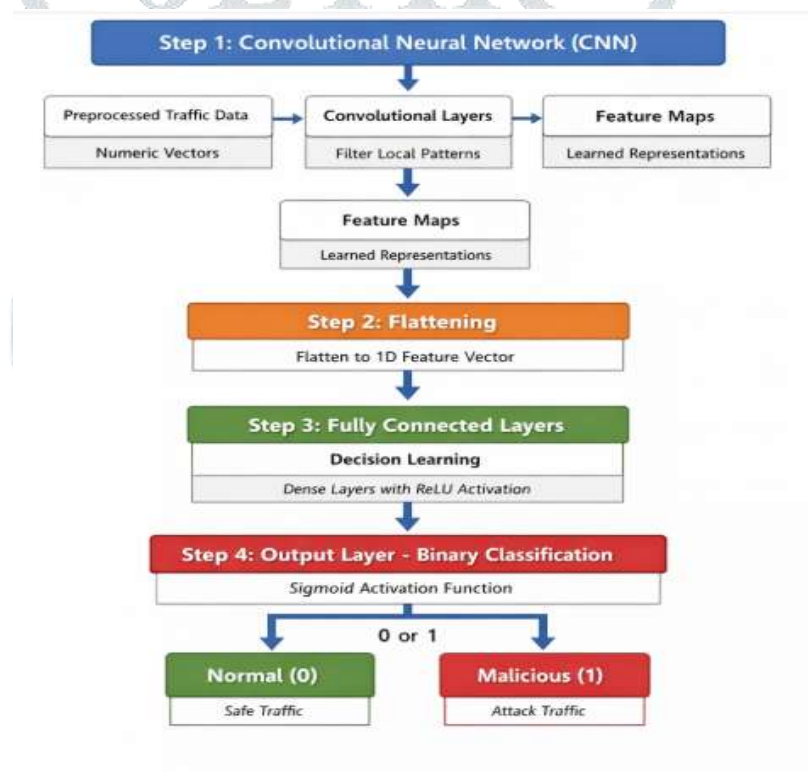 Step 1: Convolutional Neural Network (CNN)
Preprocessed Traffic Data
Numeric Vectors
Convolutional Layers
Filter Local Patterns
Feature Maps
Learned Representations
Feature Maps
Learned Representations
Step 2: Flattening
Flatten to 1D Feature Vector
Step 3: Fully Connected Layers
Decision Learning
Dense Layers with ReLU Activation
Step 4: Output Layer - Binary Classification
Sigmoid Activation Function
0 or 1
Normal (0)
Safe Traffic
Malicious (1)
Attack Traffic